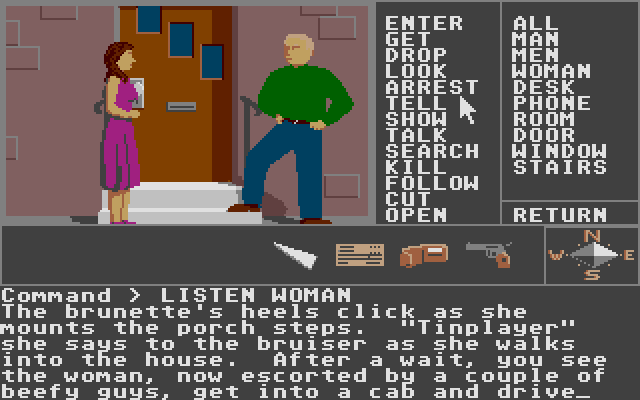 ENTER
GET
DROP
LOOK
ARREST
TELL
SHOW
TALK
SEARCH
KILL
FOLLOW
CUT
OPEN
ALL
MAN
MEN
WOMAN
DESK
PHONE
ROOM
DOOR
WINDOW
STAIRS
RETURN
N
W E
S
Command > LISTEN WOMAN
The brunette's heels click as she
mounts the porch steps.  "Tinplayer"
she says to the bruiser as she walks
into the house.  After a wait, you see
the woman, now escorted by a couple of
beefy guys, get into a cab and drive_